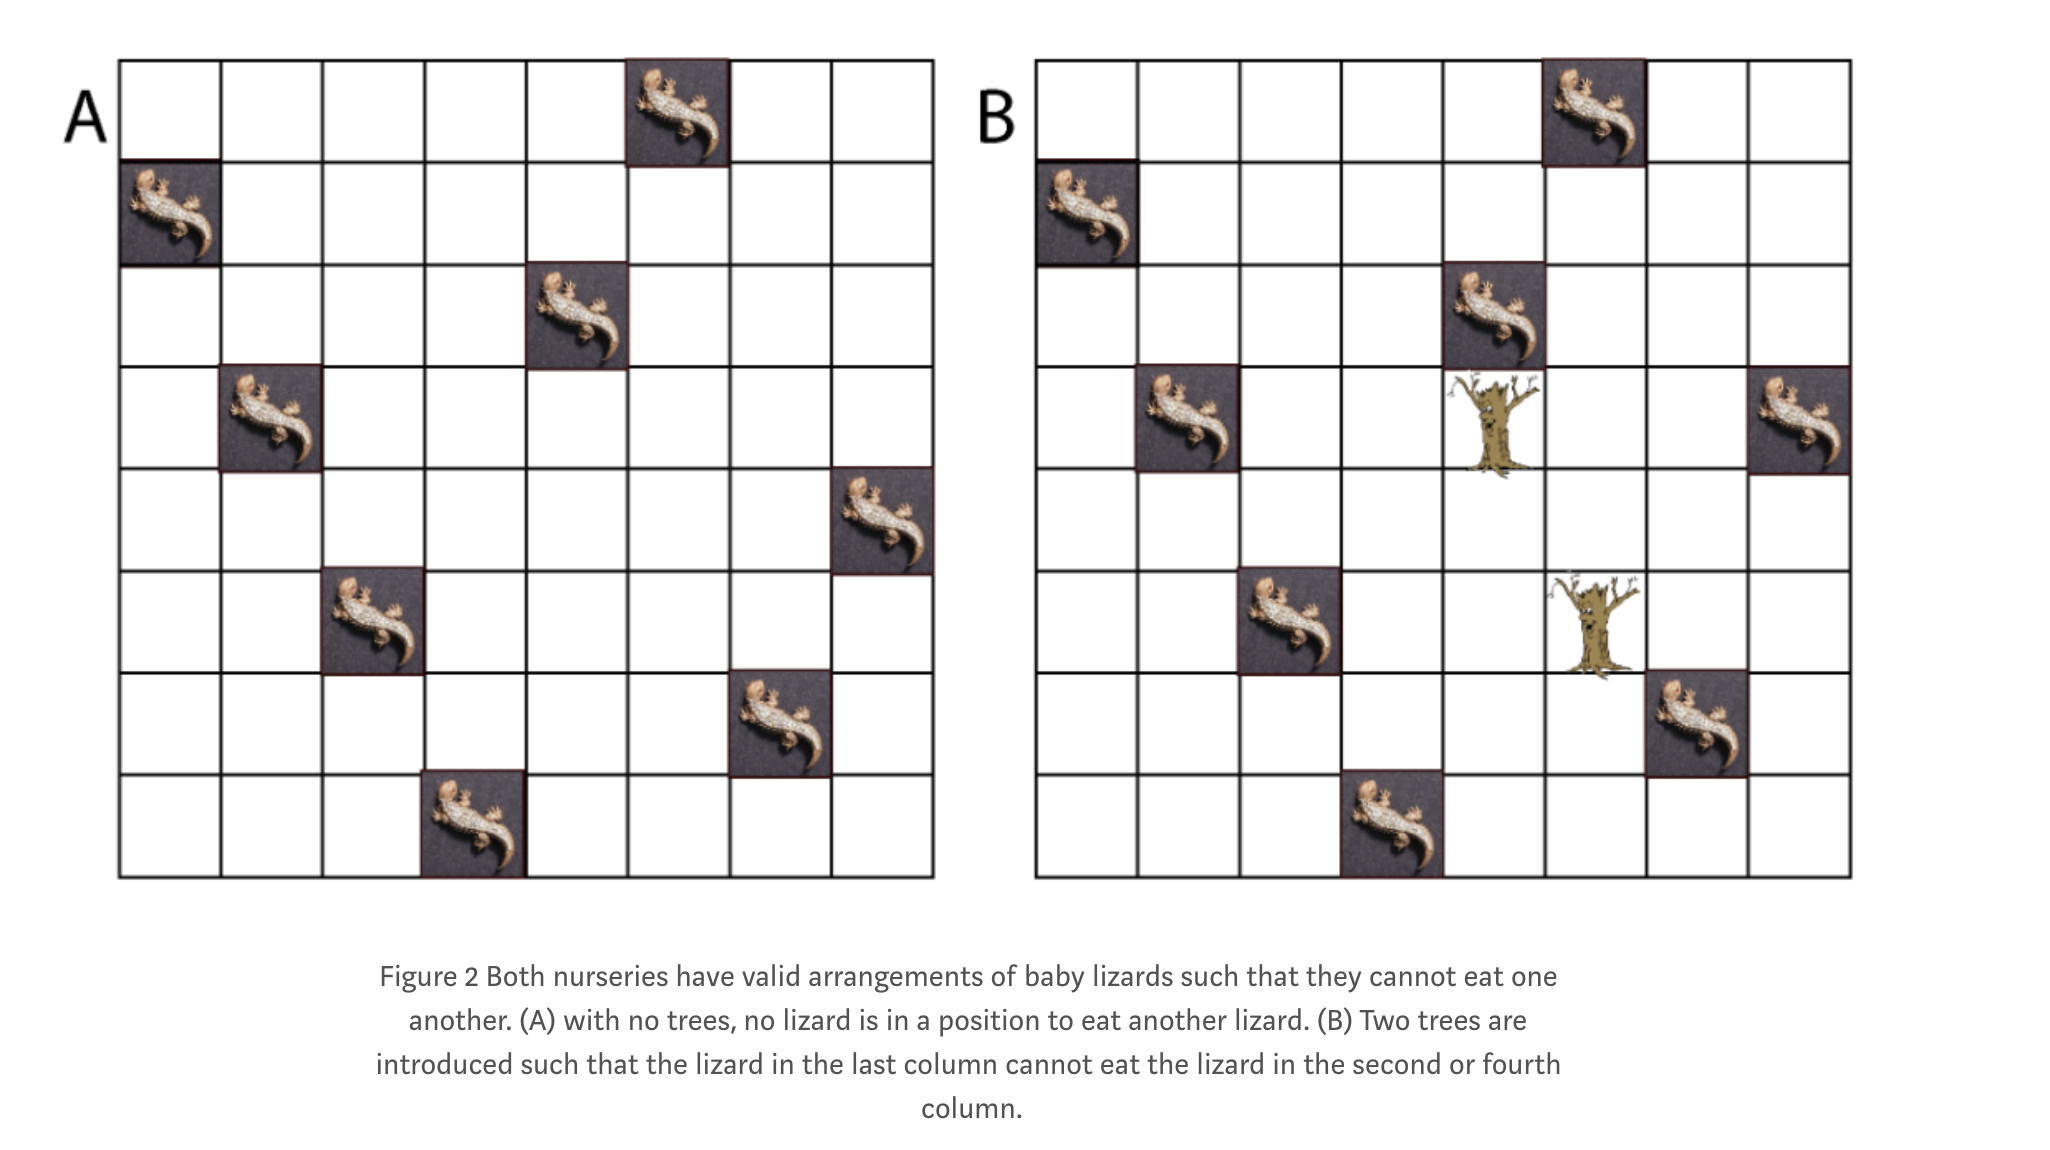 A
B
Figure 2 Both nurseries have valid arrangements of baby lizards such that they cannot eat one
another. (A) with no trees, no lizard is in a position to eat another lizard. (B) Two trees are
introduced such that the lizard in the last column cannot eat the lizard in the second or fourth
column.